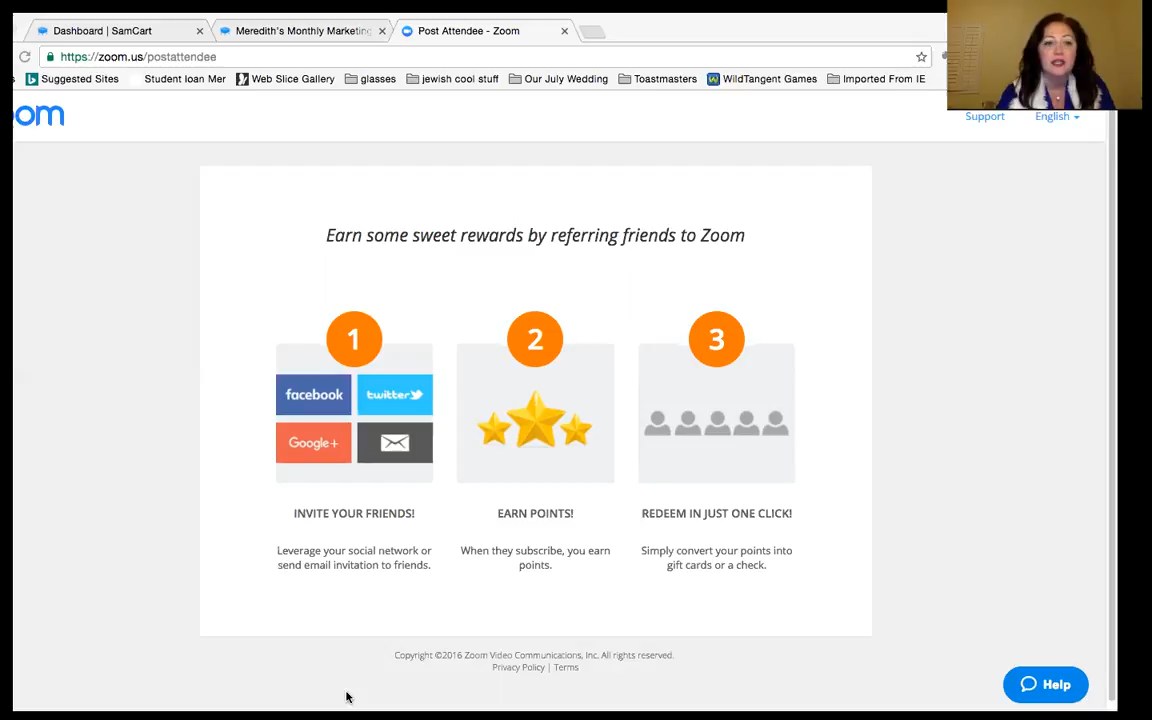 Dashboard | SamCart
Meredith's Monthly Marketing
Post Attendee - Zoom
https://zoom.us/postattendee
Suggested Sites
Student loan Mer
Web Slice Gallery
glasses
jewish cool stuff
Our July Wedding
Toastmasters
WildTangent Games
Imported From IE
oom
Support
English
Earn some sweet rewards by referring friends to Zoom
1
2
3
facebook
twitter
Google+
INVITE YOUR FRIENDS!
EARN POINTS!
REDEEM IN JUST ONE CLICK!
Leverage your social network or
send email invitation to friends.
When they subscribe, you earn
points.
Simply convert your points into
gift cards or a check.
Copyright ©2016 Zoom Video Communications, Inc. All rights reserved.
Privacy Policy | Terms
Help